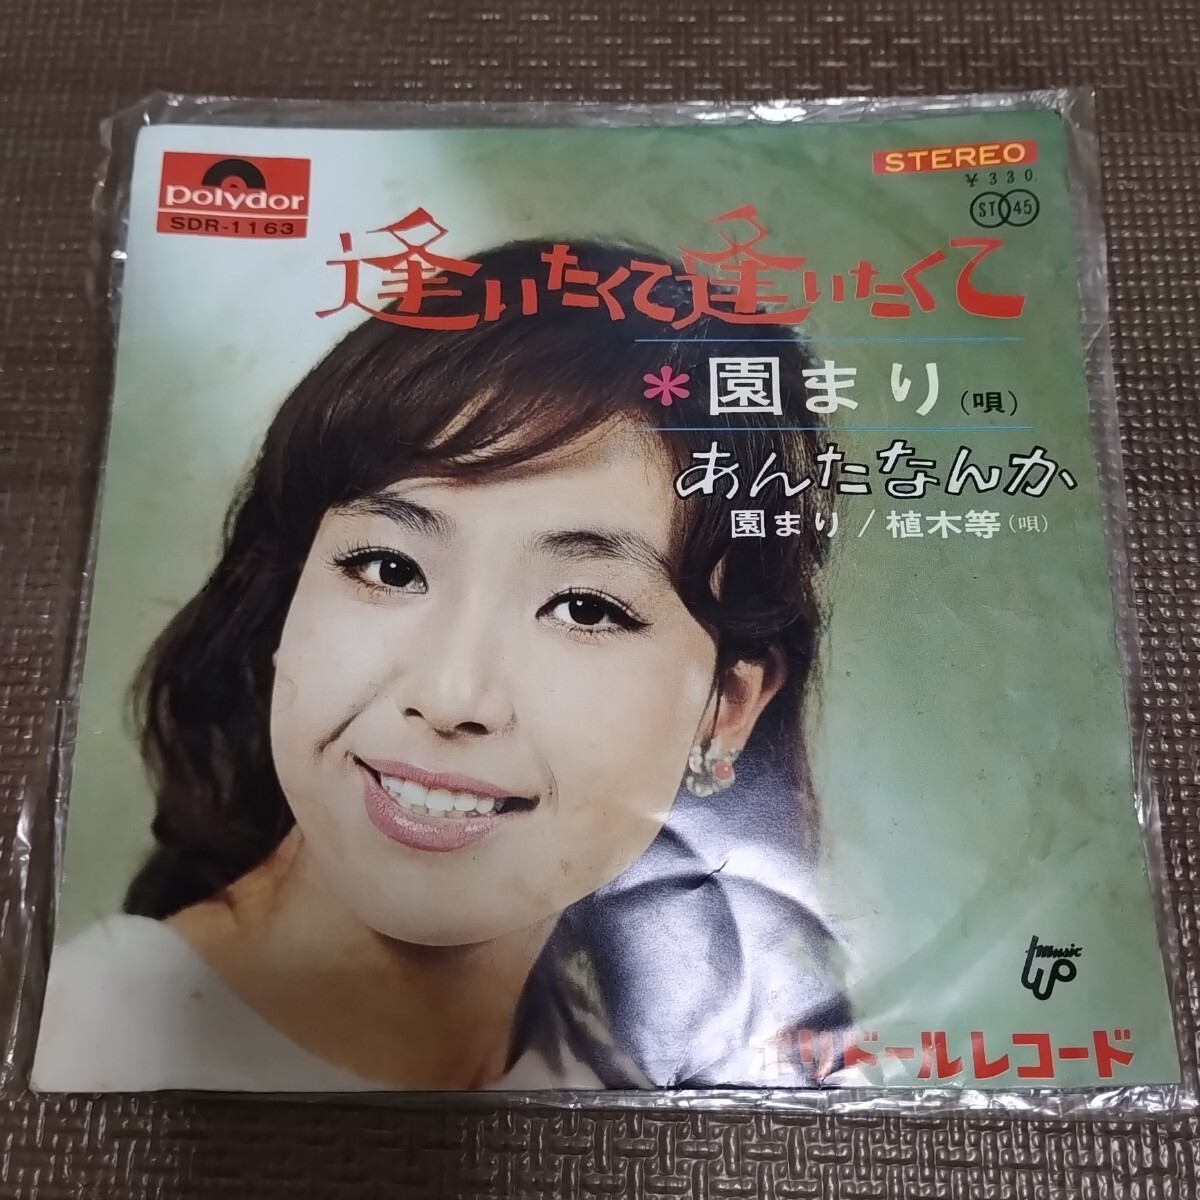 polydor
SDR-1163
STEREO
¥330.
ST 45
逢いたくて逢いたくて
*園まり(唄)
あんたなんか
園まり/植木等(唄)
music
ポリドールレコード